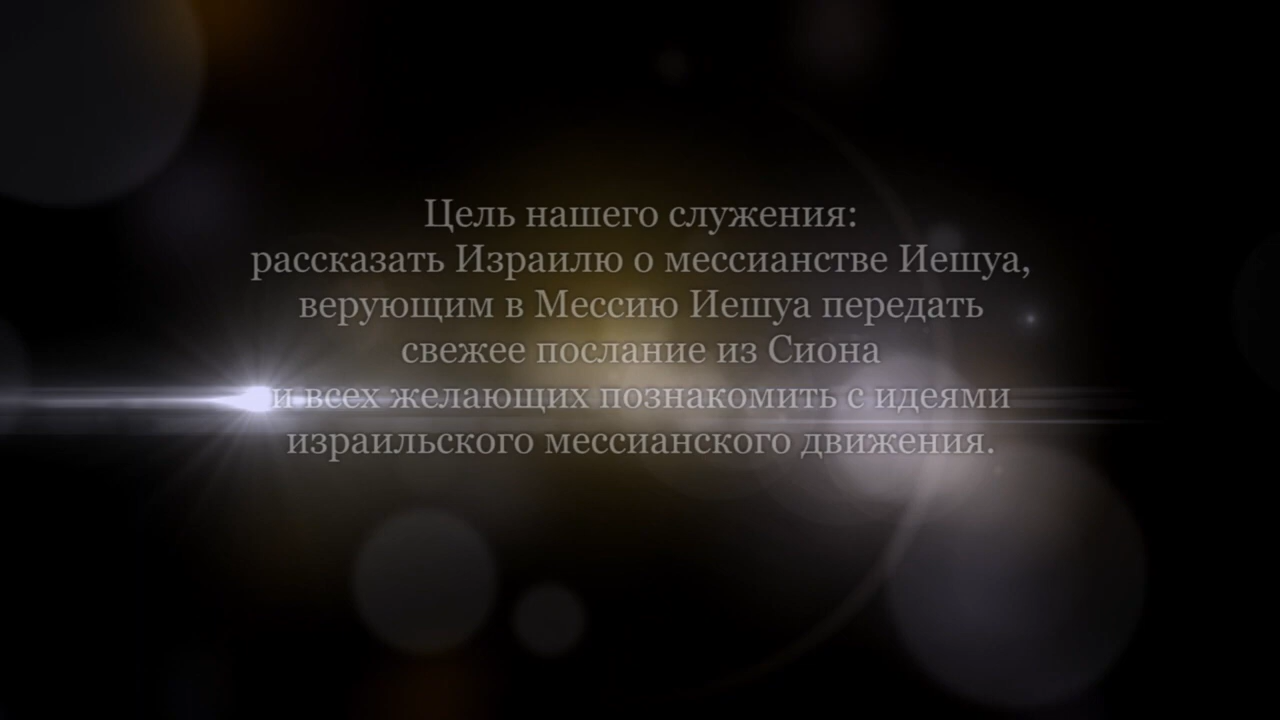 Цель нашего служения:
рассказать Израилю о мессианстве Иешуа,
верующим в Мессию Иешуа передать
свежее послание из Сиона
и всех желающих познакомить с идеями
израильского мессианского движения.